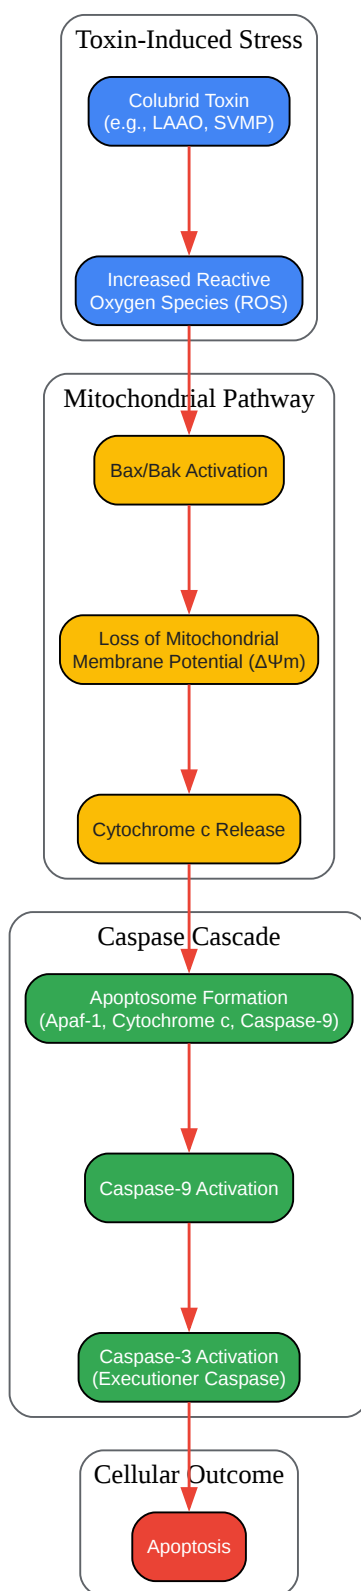 Toxin-Induced Stress
Colubrid Toxin
(e.g., LAAO, SVMP)
Increased Reactive
Oxygen Species (ROS)
Mitochondrial Pathway
Bax/Bak Activation
Loss of Mitochondrial
Membrane Potential (ΔΨm)
Cytochrome c Release
Caspase Cascade
Apoptosome Formation
(Apaf-1, Cytochrome c, Caspase-9)
Caspase-9 Activation
Caspase-3 Activation
(Executioner Caspase)
Cellular Outcome
Apoptosis